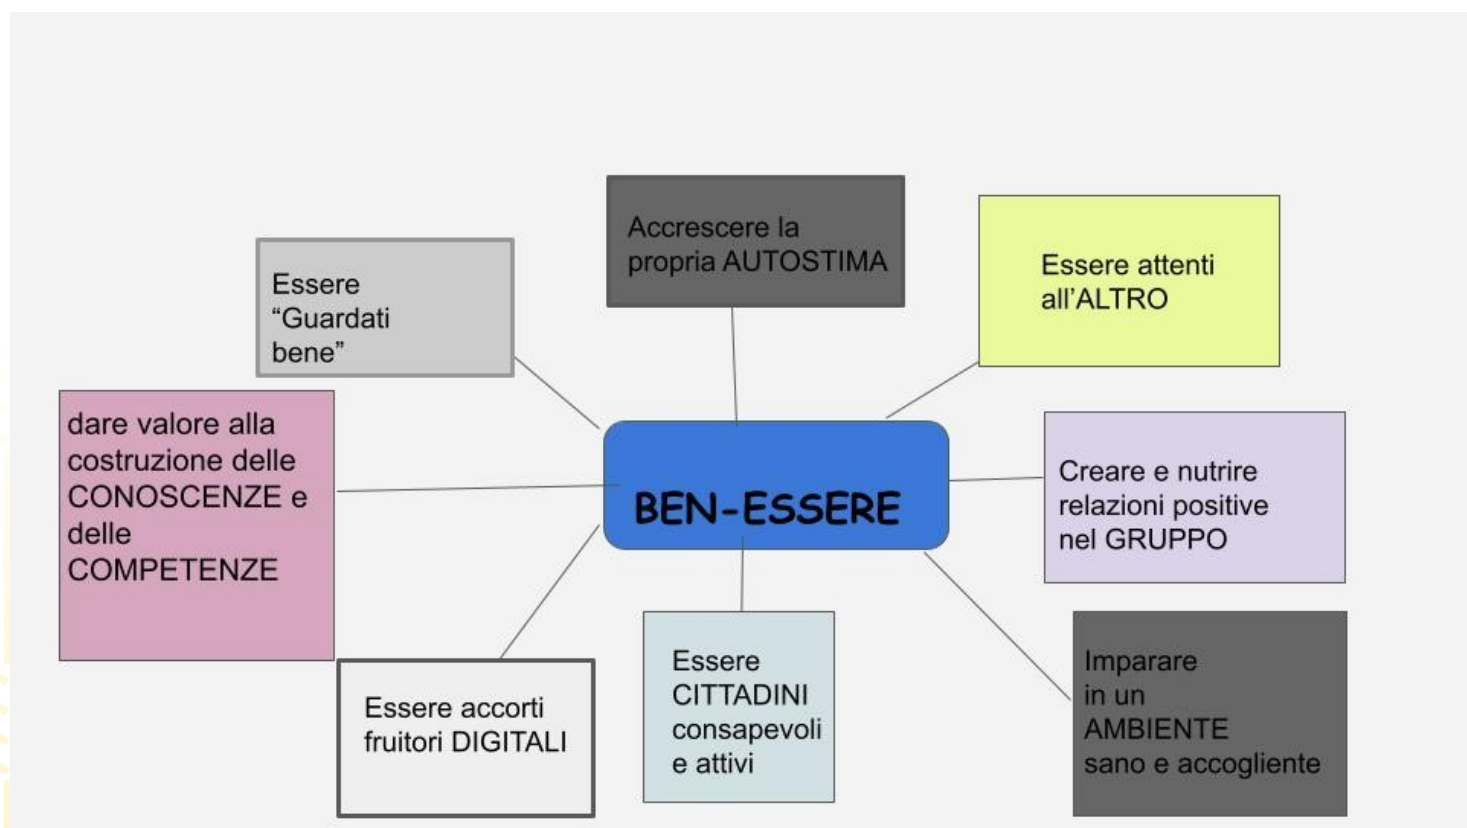 Accrescere la
propria AUTOSTIMA
Essere attenti
all’ALTRO
Essere
“Guardati
bene”
dare valore alla
costruzione delle
CONOSCENZE e
delle
COMPETENZE
BEN-ESSERE
Creare e nutrire
relazioni positive
nel GRUPPO
Essere accorti
fruitori DIGITALI
Essere
CITTADINI
consapevoli
e attivi
Imparare
in un
AMBIENTE
sano e accogliente